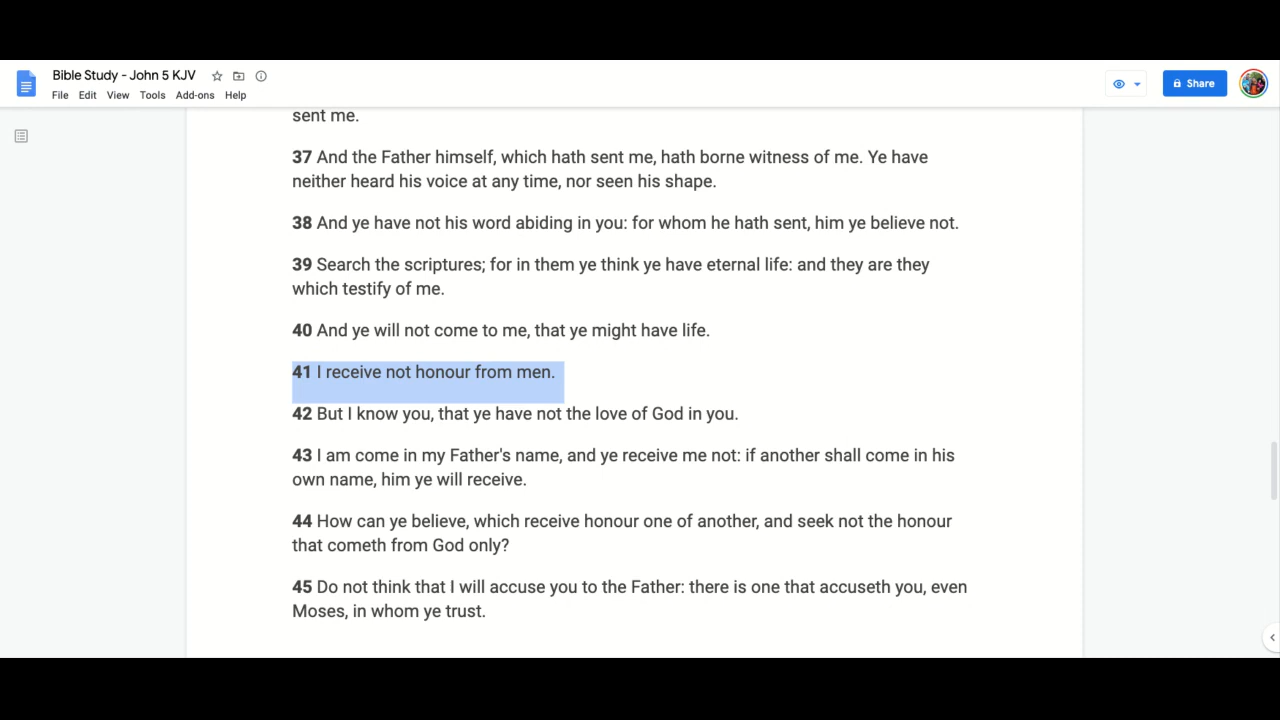 Bible Study - John 5 KJV
File Edit View Tools Add-ons Help
Share
sent me.
37 And the Father himself, which hath sent me, hath borne witness of me. Ye have
neither heard his voice at any time, nor seen his shape.
38 And ye have not his word abiding in you: for whom he hath sent, him ye believe not.
39 Search the scriptures; for in them ye think ye have eternal life: and they are they
which testify of me.
40 And ye will not come to me, that ye might have life.
41 I receive not honour from men.
42 But I know you, that ye have not the love of God in you.
43 I am come in my Father's name, and ye receive me not: if another shall come in his
own name, him ye will receive.
44 How can ye believe, which receive honour one of another, and seek not the honour
that cometh from God only?
45 Do not think that I will accuse you to the Father: there is one that accuseth you, even
Moses, in whom ye trust.